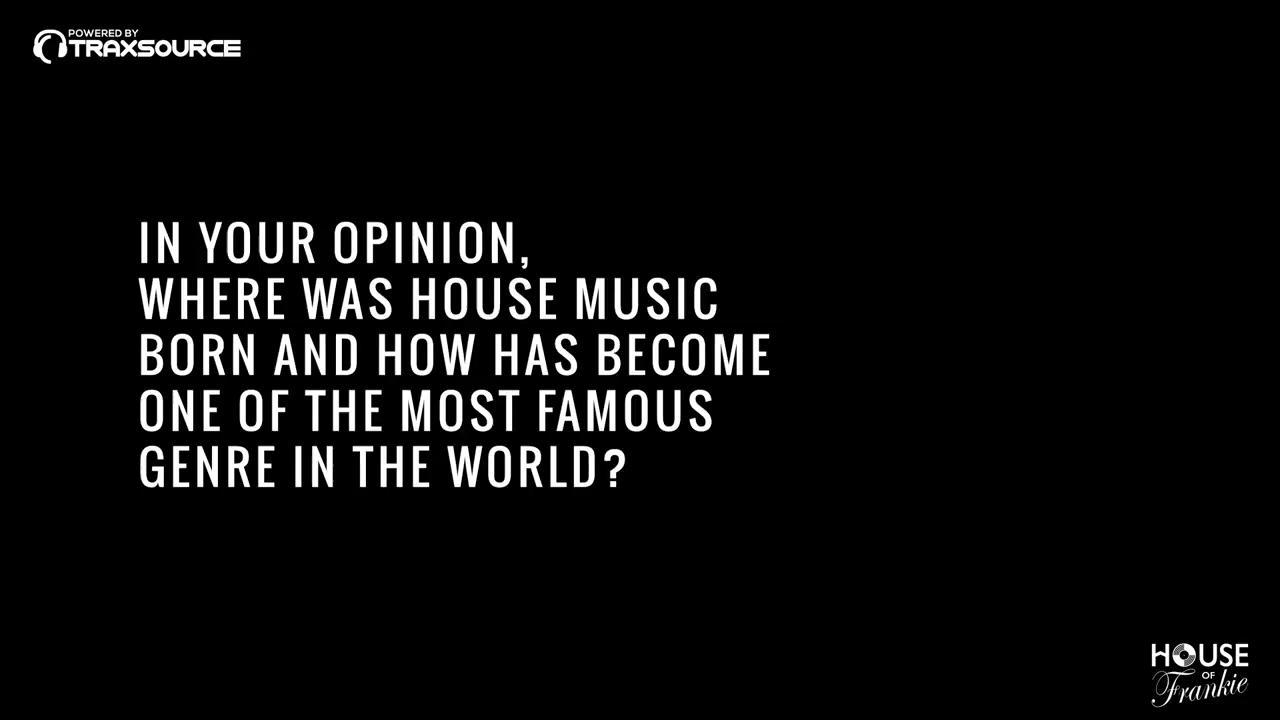 POWERED BY
TRAXSOURCE
IN YOUR OPINION,
WHERE WAS HOUSE MUSIC
BORN AND HOW HAS BECOME
ONE OF THE MOST FAMOUS
GENRE IN THE WORLD?
HOUSE
OF
Frankie